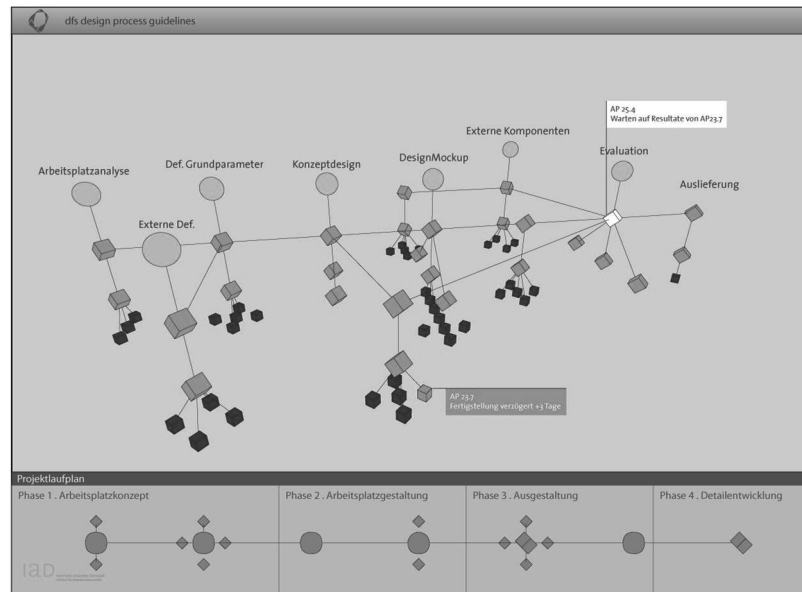 dfs design process guidelines
AP 25.4
Warten auf Resultate von AP23.7
Externe Komponenten
Arbeitsplatzanalyse
Def. Grundparameter
Konzeptdesign
DesignMockup
Evaluation
Auslieferung
Externe Def.
AP 23.7
Fertigstellung verzögert +3 Tage
Projektlaufplan
Phase 1 . Arbeitsplatzkonzept
Phase 2 . Arbeitsplatzgestaltung
Phase 3 . Ausgestaltung
Phase 4 . Detailentwicklung
IaD